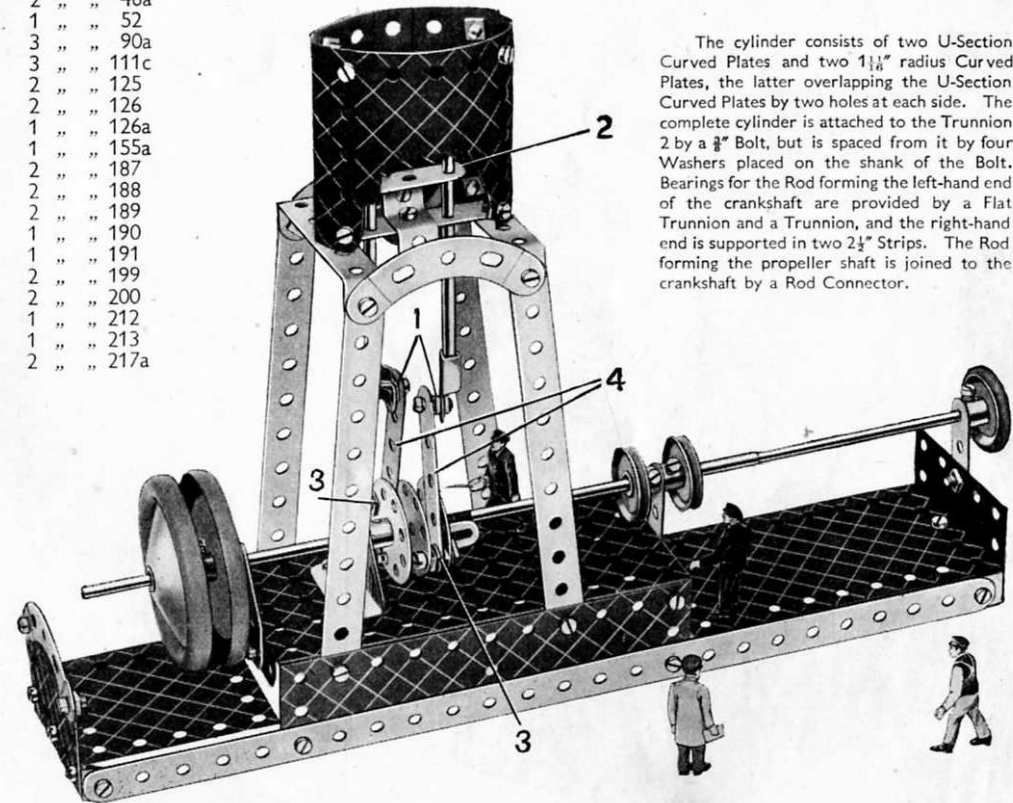 2 „ „ 48a
1 „ „ 52
3 „ „ 90a
3 „ „ 111c
2 „ „ 125
2 „ „ 126
1 „ „ 126a
1 „ „ 155a
2 „ „ 187
2 „ „ 188
2 „ „ 189
1 „ „ 190
1 „ „ 191
2 „ „ 199
2 „ „ 200
1 „ „ 212
1 „ „ 213
2 „ „ 217a
The cylinder consists of two U-Section
Curved Plates and two 1 11/16″ radius Curved
Plates, the latter overlapping the U-Section
Curved Plates by two holes at each side. The
complete cylinder is attached to the Trunnion
2 by a ⅜″ Bolt, but is spaced from it by four
Washers placed on the shank of the Bolt.
Bearings for the Rod forming the left-hand end
of the crankshaft are provided by a Flat
Trunnion and a Trunnion, and the right-hand
end is supported in two 2½″ Strips. The Rod
forming the propeller shaft is joined to the
crankshaft by a Rod Connector.
2
1
4
3
3